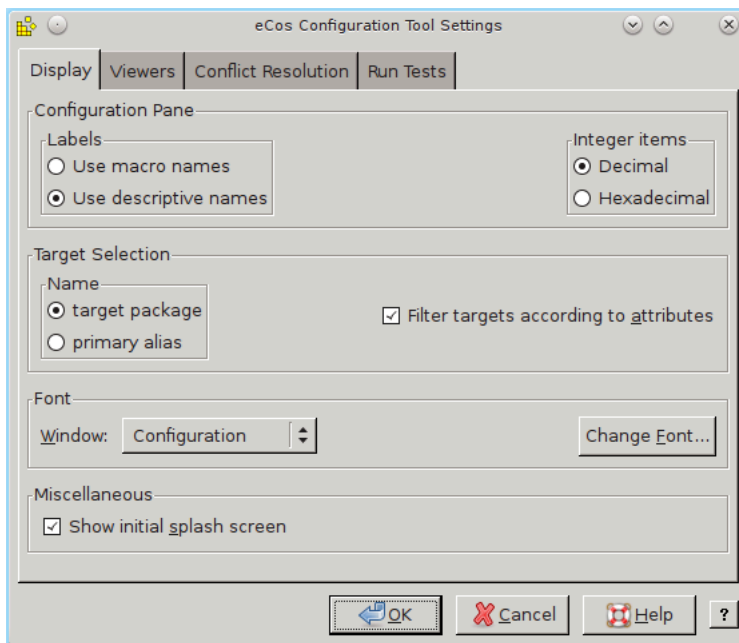 eCos Configuration Tool Settings
Display Viewers Conflict Resolution Run Tests
Configuration Pane
Labels
Use macro names
Use descriptive names
Integer items
Decimal
Hexadecimal
Target Selection
Name
target package
primary alias
Filter targets according to attributes
Font
Window: Configuration Change Font...
Miscellaneous
Show initial splash screen
OK Cancel Help ?